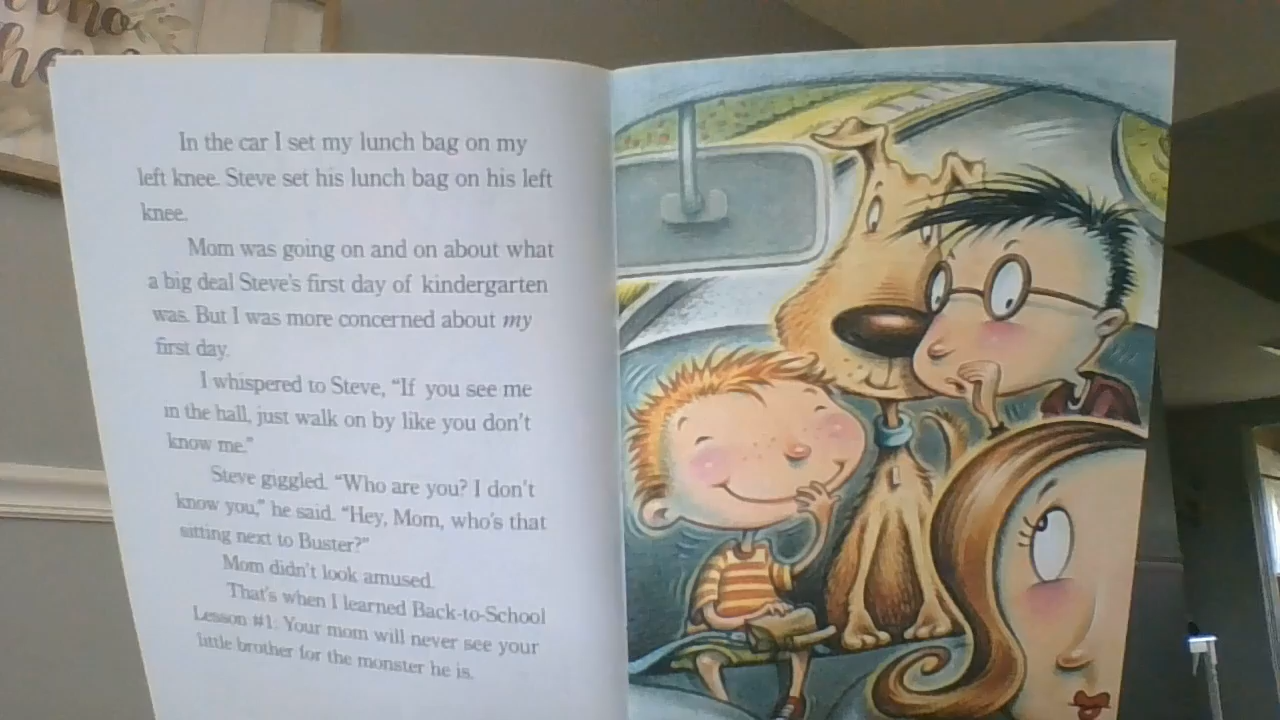 In the car I set my lunch bag on my
left knee. Steve set his lunch bag on his left
knee.
Mom was going on and on about what
a big deal Steve's first day of kindergarten
was. But I was more concerned about my
first day.
I whispered to Steve, “If you see me
in the hall, just walk on by like you don't
know me.”
Steve giggled. “Who are you? I don't
know you,” he said. “Hey, Mom, who's that
sitting next to Buster?”
Mom didn't look amused.
That's when I learned Back-to-School
Lesson #1: Your mom will never see your
little brother for the monster he is.